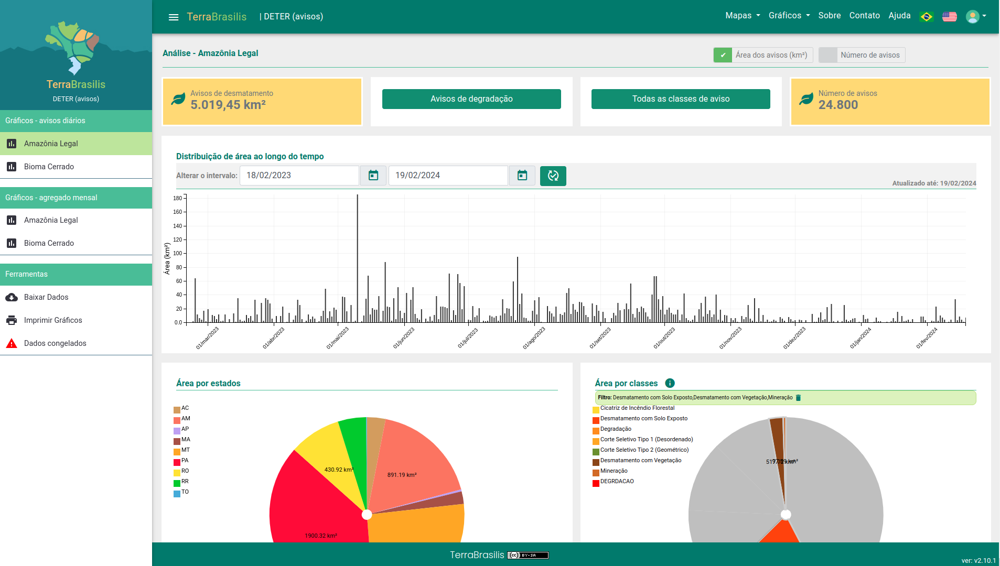 TerraBrasilis
DETER (avisos)
Gráficos - avisos diários
Amazônia Legal
Bioma Cerrado
Gráficos - agregado mensal
Amazônia Legal
Bioma Cerrado
Ferramentas
Baixar Dados
Imprimir Gráficos
Dados congelados
TerraBrasilis | DETER (avisos)
Mapas Gráficos Sobre Contato Ajuda
Análise - Amazônia Legal
✔ Área dos avisos (km²) Número de avisos
Avisos de desmatamento
5.019,45 km²
Avisos de degradação
Todas as classes de aviso
Número de avisos
24.800
Distribuição de área ao longo do tempo
Alterar o intervalo: 18/02/2023 19/02/2024
Atualizado até: 19/02/2024
Área (km²)
180
160
140
120
100
80
60
40
20
0.0
01/mar/2023 01/abr/2023 01/mai/2023 01/jun/2023 01/jul/2023 01/ago/2023 01/set/2023 01/out/2023 01/nov/2023 01/dez/2023 01/jan/2024 01/fev/2024
Área por estados
AC
AM
AP
MA
MT
PA
RO
RR
TO
430.92 km²
891.19 km²
1900.32 km²
Área por classes
Filtro: Desmatamento com Solo Exposto,Desmatamento com Vegetação,Mineração
Cicatriz de Incêndio Florestal
Desmatamento com Solo Exposto
Degradação
Corte Seletivo Tipo 1 (Desordenado)
Corte Seletivo Tipo 2 (Geométrico)
Desmatamento com Vegetação
Mineração
DEGRDACAO
TerraBrasilis
cc BY-SA
ver: v2.10.1